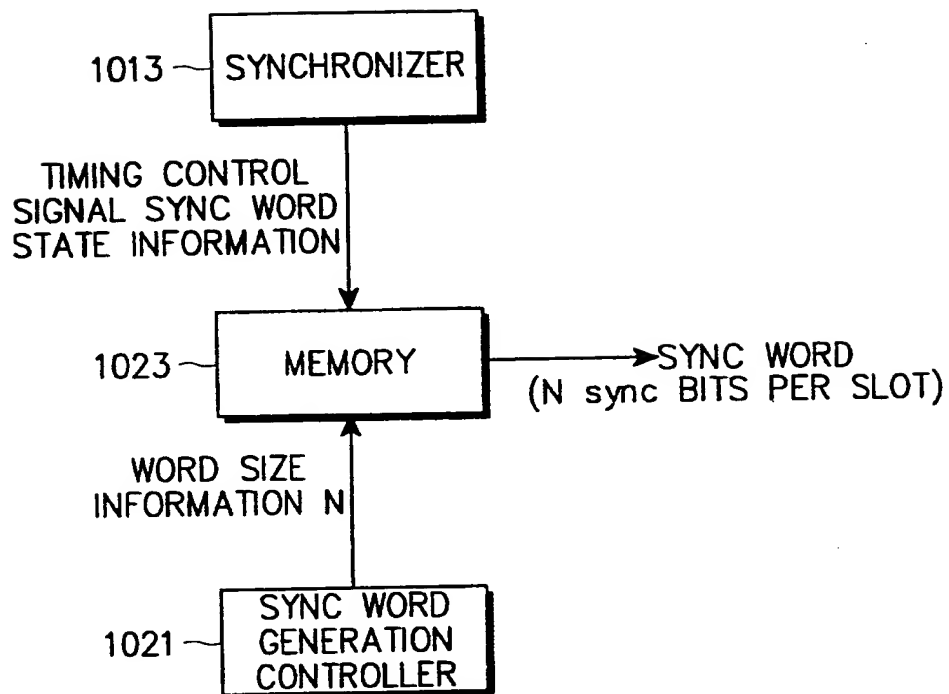 1013
SYNCHRONIZER
TIMING CONTROL
SIGNAL SYNC WORD
STATE INFORMATION
1023
MEMORY
SYNC WORD
(N sync BITS PER SLOT)
WORD SIZE
INFORMATION N
1021
SYNC WORD
GENERATION
CONTROLLER